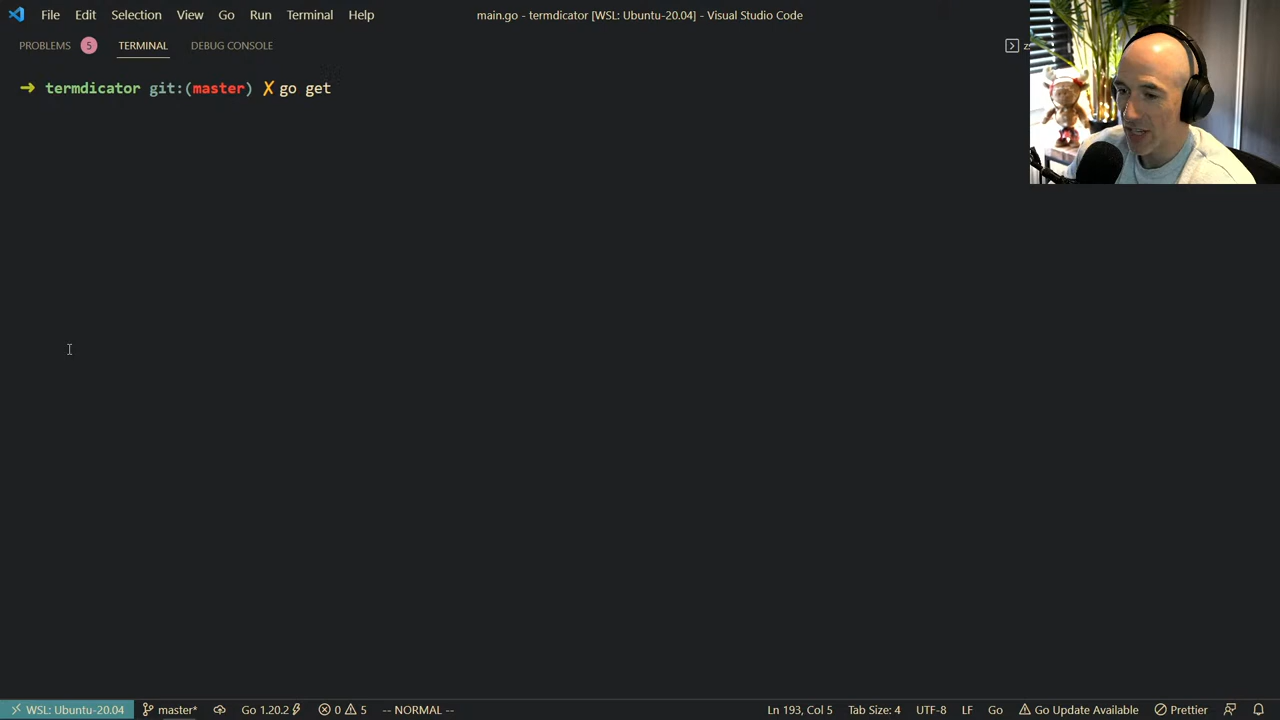 File Edit Selection View Go Run Terminal Help
main.go - termdicator [WSL: Ubuntu-20.04] - Visual Studio Code
PROBLEMS 5 TERMINAL DEBUG CONSOLE
➜ termdicator git:(master) ✗ go get
WSL: Ubuntu-20.04 master* Go 1.20.2 0 5 -- NORMAL -- Ln 193, Col 5 Tab Size: 4 UTF-8 LF Go Go Update Available Prettier